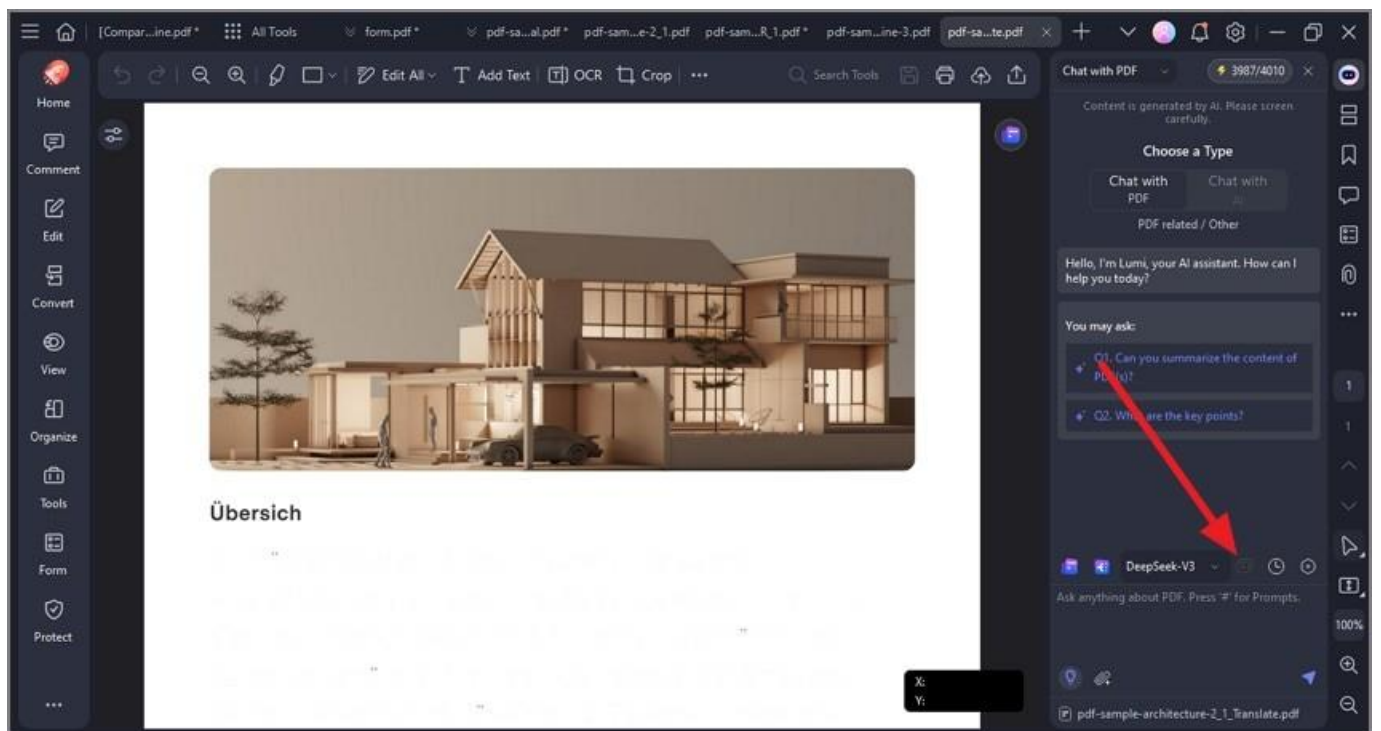 [Compar...ine.pdf *
All Tools
form.pdf *
pdf-sa...al.pdf *
pdf-sam...e-2_1.pdf
pdf-sam...R_1.pdf *
pdf-sam...ine-3.pdf
pdf-sa...te.pdf
Edit All
Add Text
OCR
Crop
Search Tools
Home
Comment
Edit
Convert
View
Organize
Tools
Form
Protect
Übersich
X:
Y:
Chat with PDF
3987/4010
Content is generated by AI. Please screen
carefully.
Choose a Type
Chat with
PDF
Chat with
PDF related / Other
Hello, I'm Lumi, your AI assistant. How can I
help you today?
You may ask:
Q1. Can you summarize the content of
Q2. What are the key points?
DeepSeek-V3
Ask anything about PDF. Press '#' for Prompts.
pdf-sample-architecture-2_1_Translate.pdf
1
1
100%